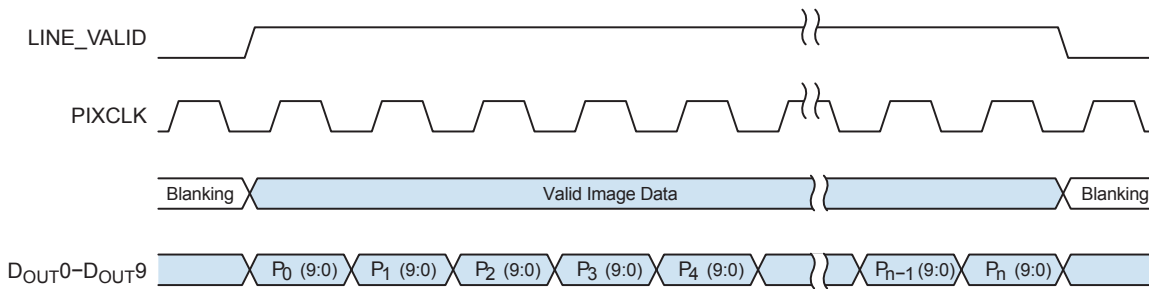 LINE_VALID
PIXCLK
Blanking Valid Image Data Blanking
DOUT0−DOUT9 P0 (9:0) P1 (9:0) P2 (9:0) P3 (9:0) P4 (9:0) Pn−1 (9:0) Pn (9:0)